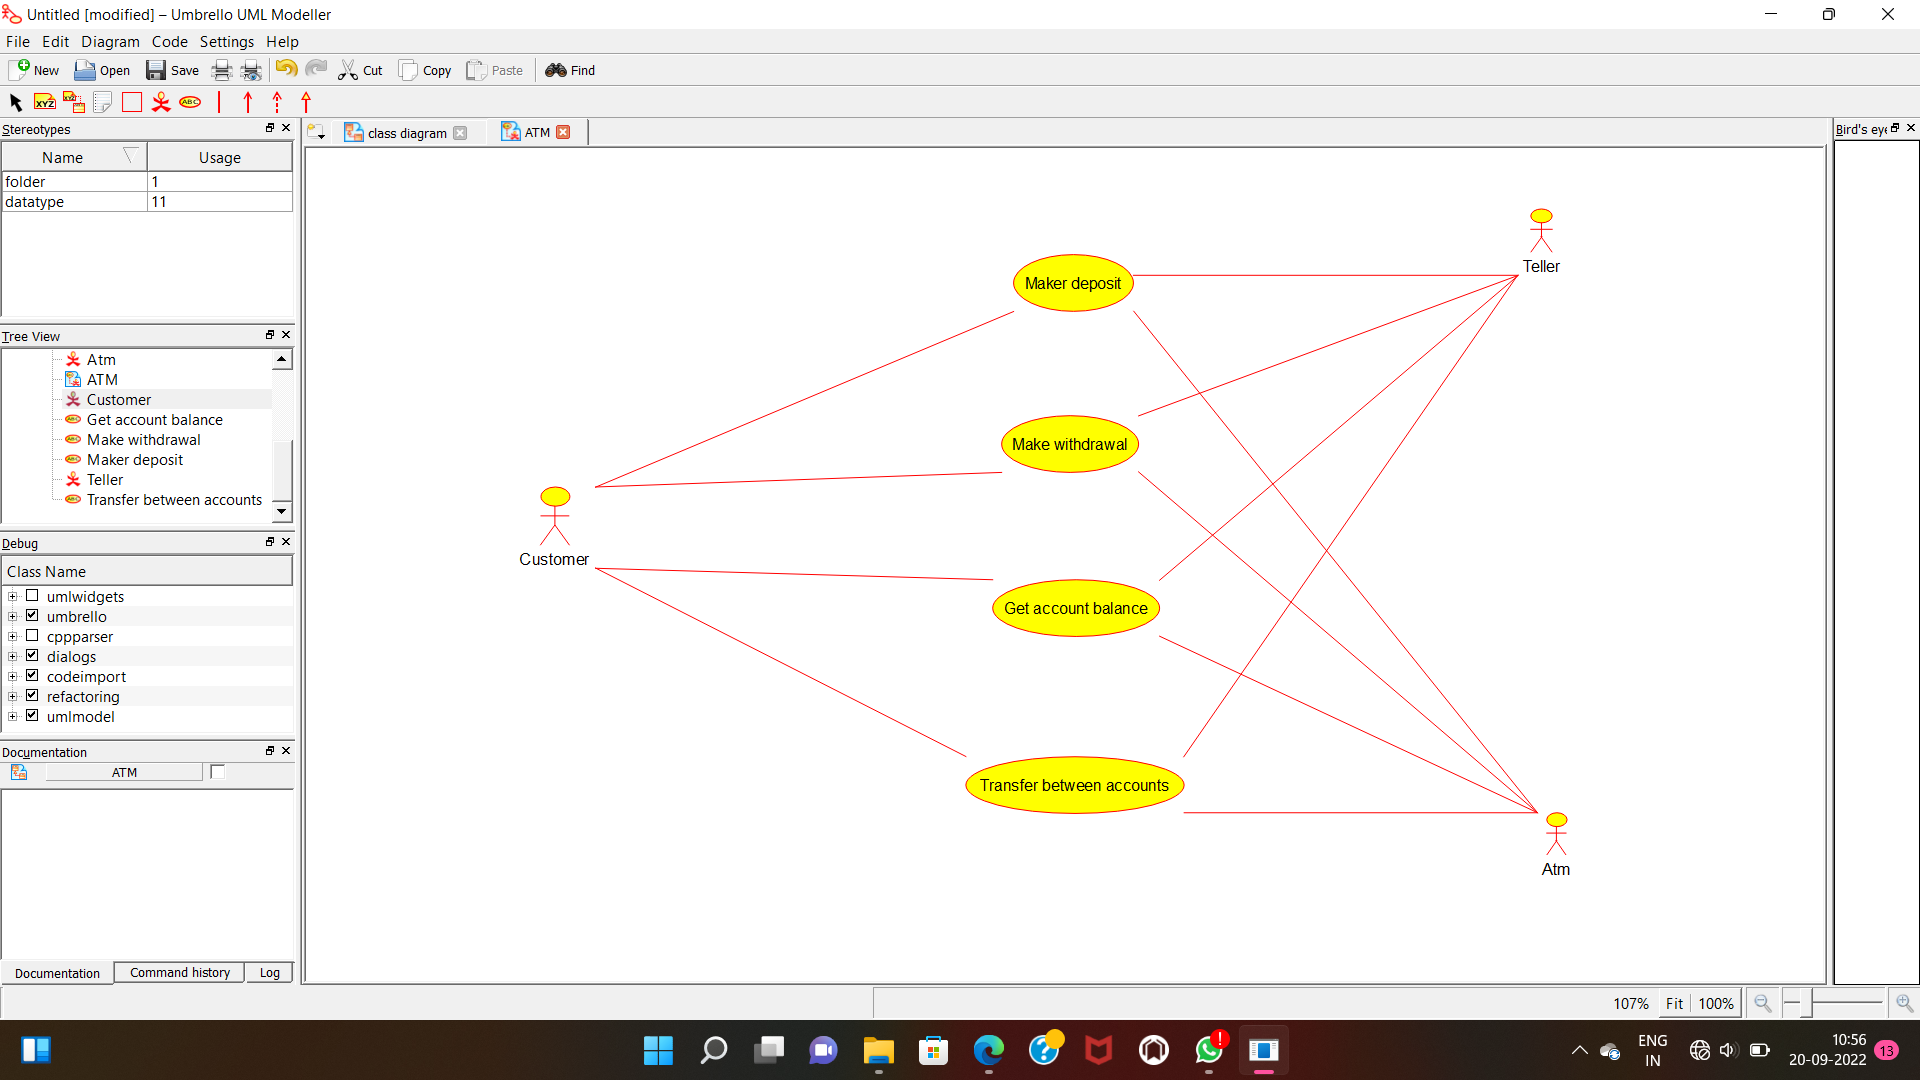 Untitled [modified] – Umbrello UML Modeller
File Edit Diagram Code Settings Help
New Open Save Cut Copy Paste Find
XYZ XYZ ABC
Stereotypes
Name Usage
folder 1
datatype 11
Tree View
Atm
ATM
Customer
Get account balance
Make withdrawal
Maker deposit
Teller
Transfer between accounts
Debug
Class Name
umlwidgets
umbrello
cppparser
dialogs
codeimport
refactoring
umlmodel
Documentation
ATM
Documentation Command history Log
class diagram ATM
Teller
Maker deposit
Make withdrawal
Customer
Get account balance
Transfer between accounts
Atm
Bird's eye
107% Fit 100%
ENG
IN
10:56
20-09-2022
13